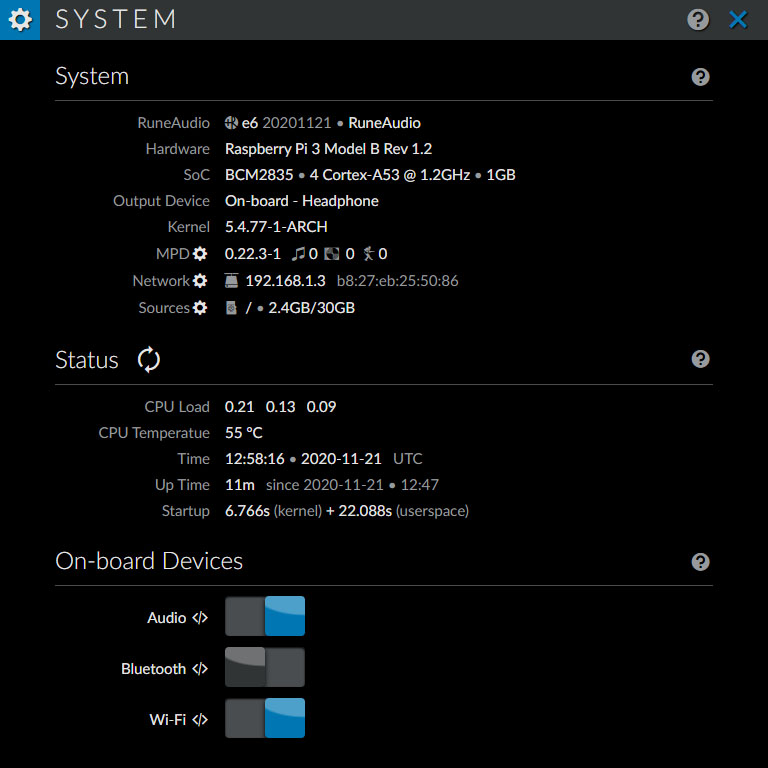 SYSTEM
System
RuneAudio e6 20201121 • RuneAudio
Hardware Raspberry Pi 3 Model B Rev 1.2
SoC BCM2835 • 4 Cortex-A53 @ 1.2GHz • 1GB
Output Device On-board - Headphone
Kernel 5.4.77-1-ARCH
MPD 0.22.3-1 0 0 0
Network 192.168.1.3 b8:27:eb:25:50:86
Sources / • 2.4GB/30GB
Status
CPU Load 0.21 0.13 0.09
CPU Temperatue 55 °C
Time 12:58:16 • 2020-11-21 UTC
Up Time 11m since 2020-11-21 • 12:47
Startup 6.766s (kernel) + 22.088s (userspace)
On-board Devices
Audio </>
Bluetooth </>
Wi-Fi </>